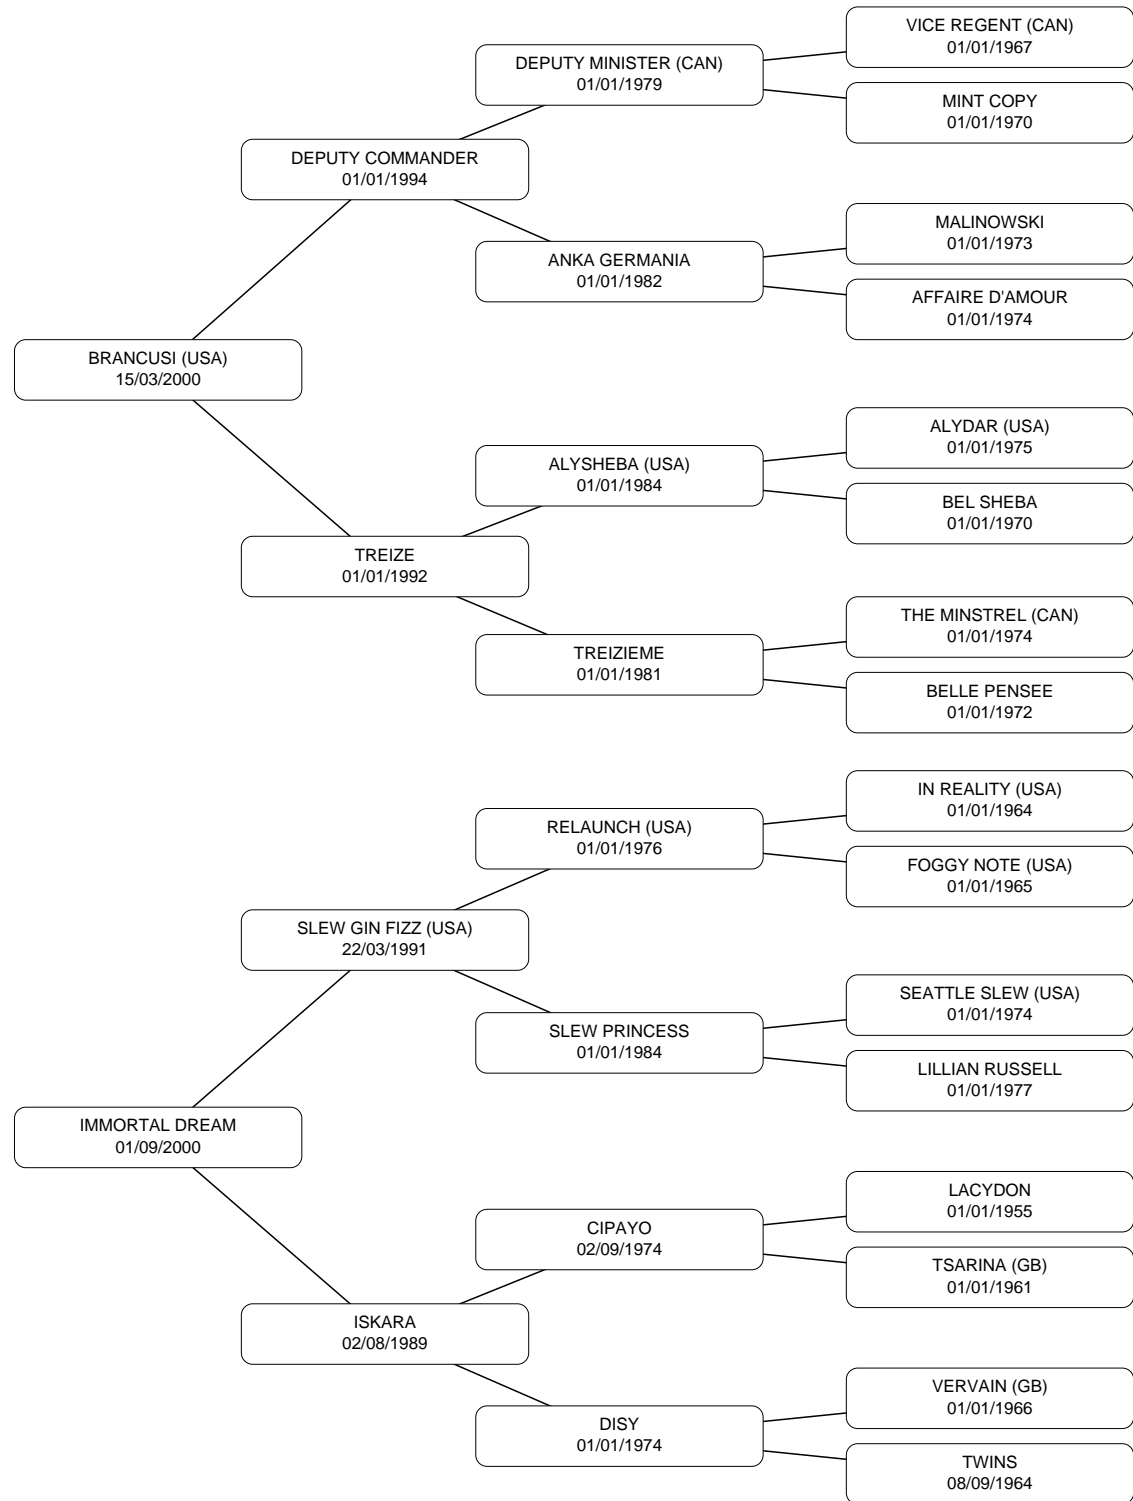 VICE REGENT (CAN)
01/01/1967
DEPUTY MINISTER (CAN)
01/01/1979
MINT COPY
01/01/1970
DEPUTY COMMANDER
01/01/1994
MALINOWSKI
01/01/1973
ANKA GERMANIA
01/01/1982
AFFAIRE D'AMOUR
01/01/1974
BRANCUSI (USA)
15/03/2000
ALYDAR (USA)
01/01/1975
ALYSHEBA (USA)
01/01/1984
BEL SHEBA
01/01/1970
TREIZE
01/01/1992
THE MINSTREL (CAN)
01/01/1974
TREIZIEME
01/01/1981
BELLE PENSEE
01/01/1972
IN REALITY (USA)
01/01/1964
RELAUNCH (USA)
01/01/1976
FOGGY NOTE (USA)
01/01/1965
SLEW GIN FIZZ (USA)
22/03/1991
SEATTLE SLEW (USA)
01/01/1974
SLEW PRINCESS
01/01/1984
LILLIAN RUSSELL
01/01/1977
IMMORTAL DREAM
01/09/2000
LACYDON
01/01/1955
CIPAYO
02/09/1974
TSARINA (GB)
01/01/1961
ISKARA
02/08/1989
VERVAIN (GB)
01/01/1966
DISY
01/01/1974
TWINS
08/09/1964